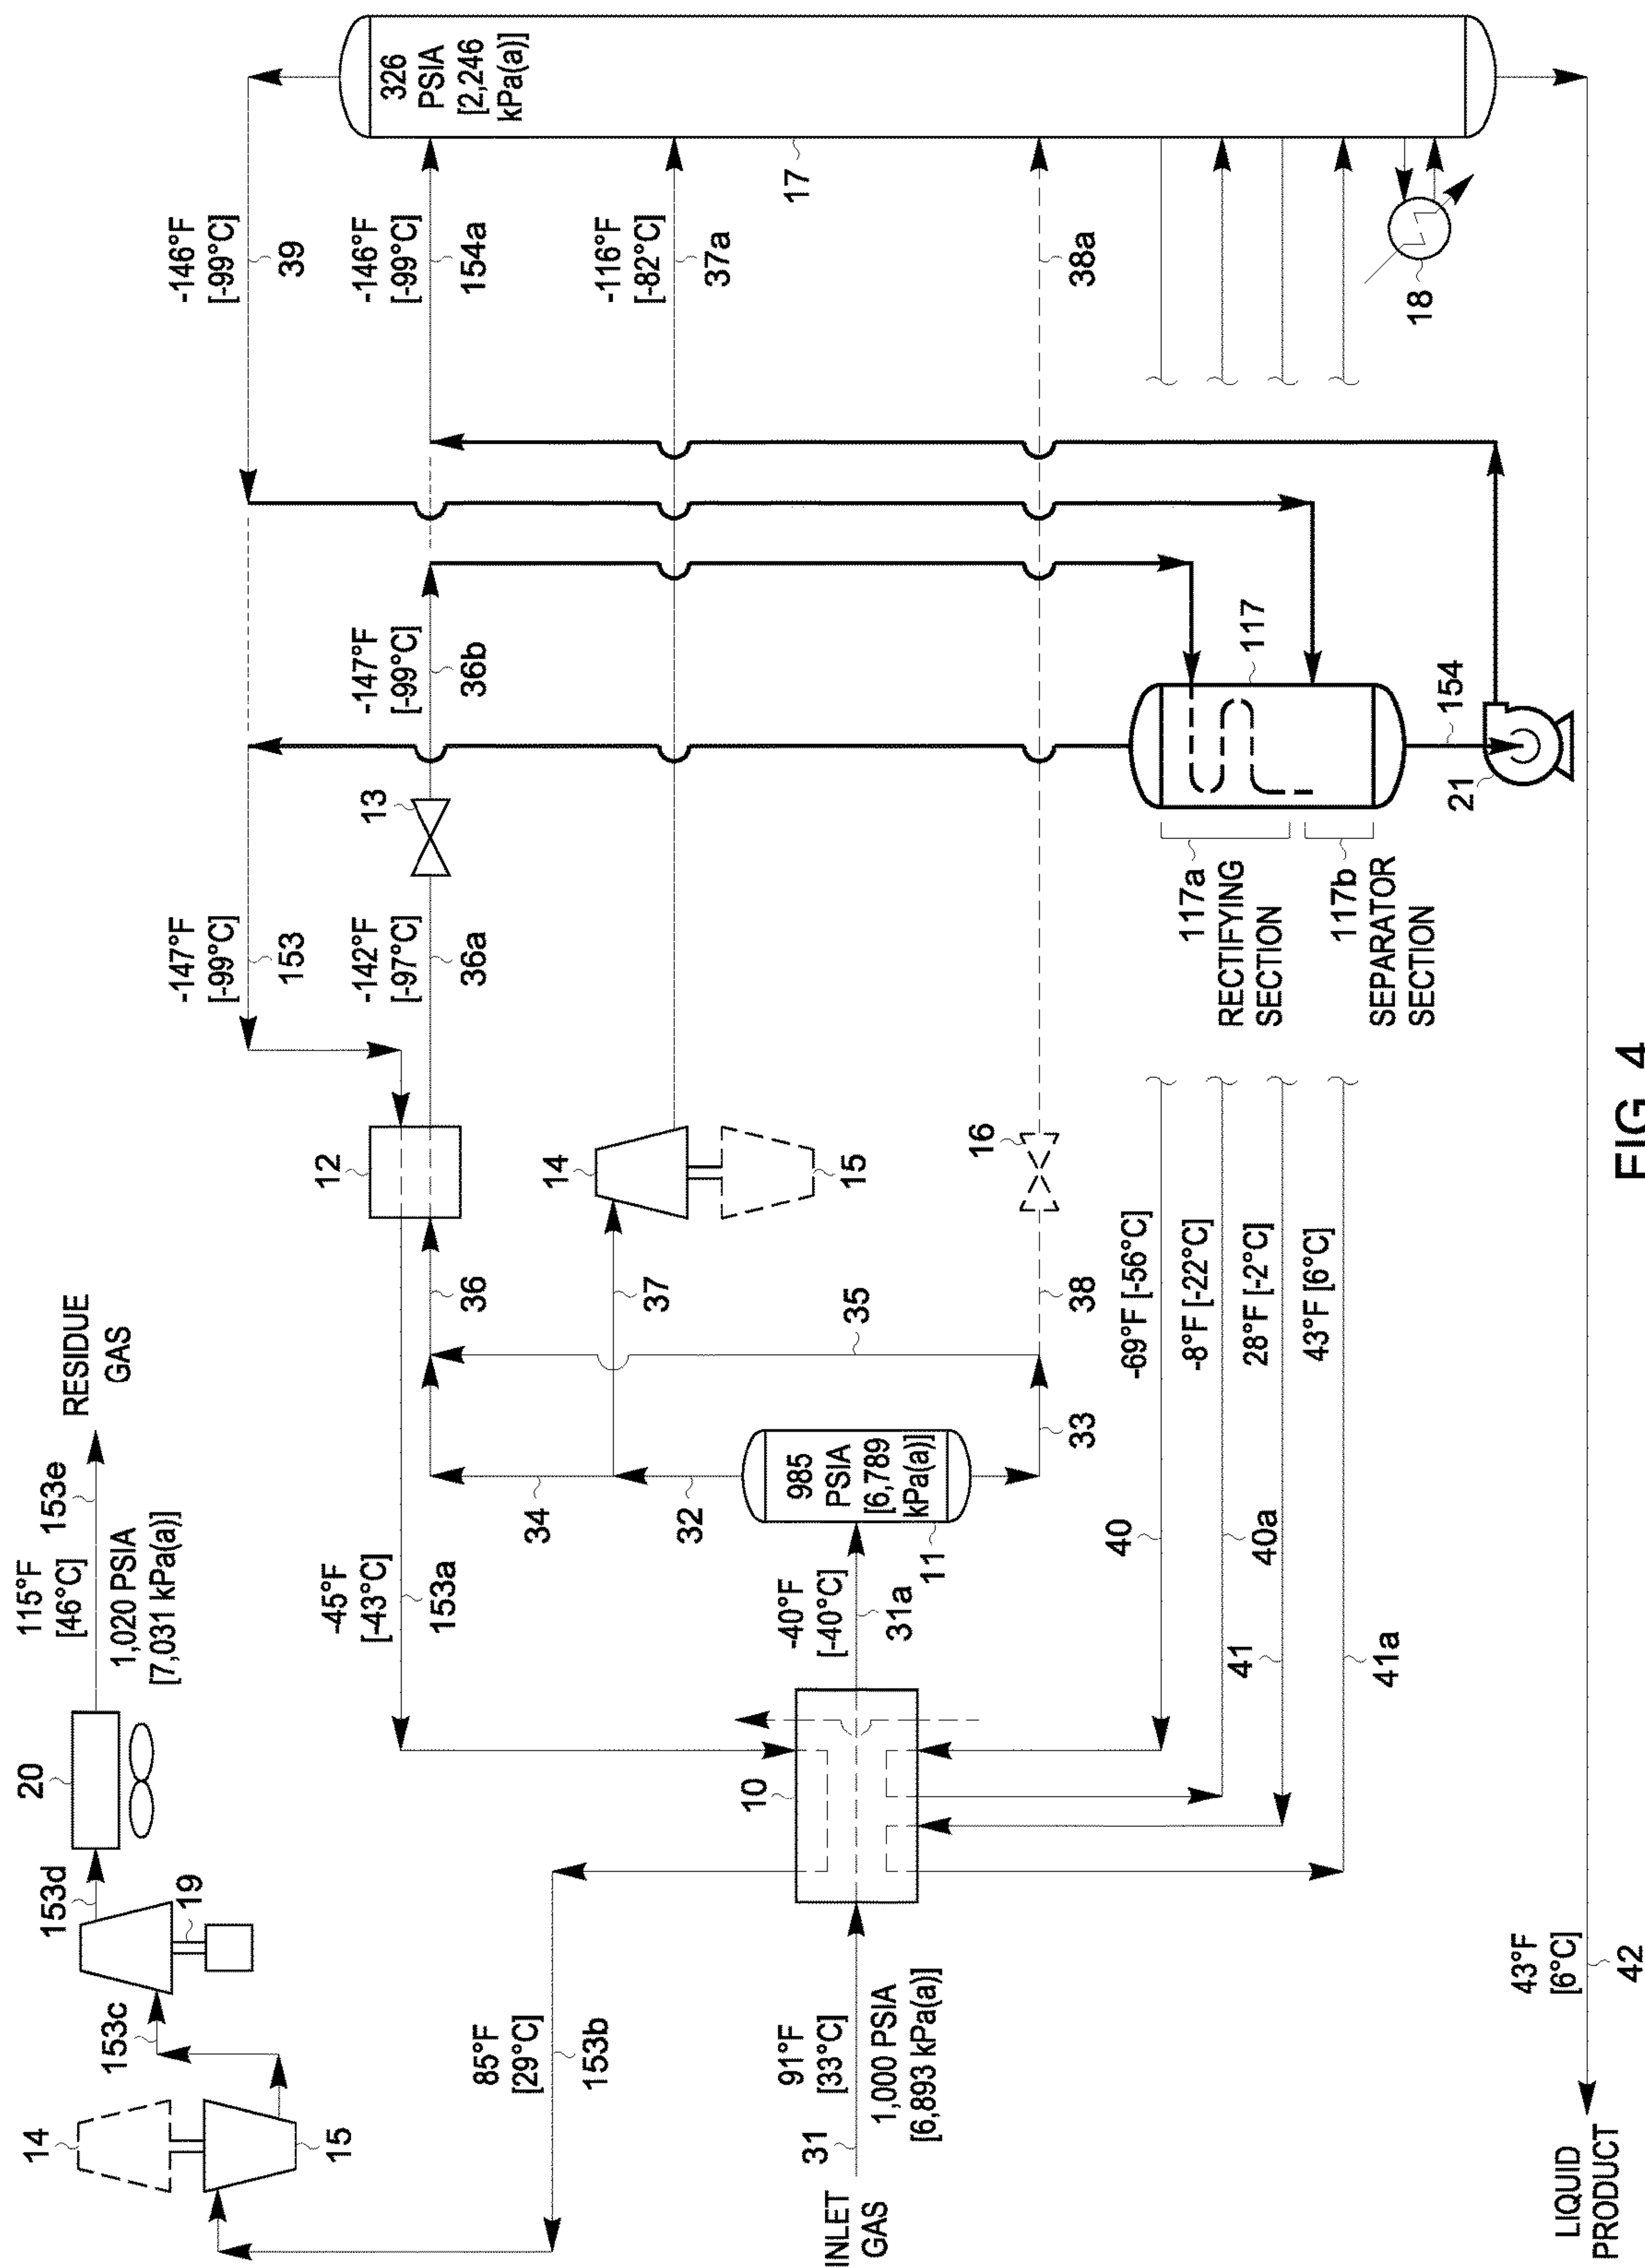 FIG. 4
RESIDUE
GAS
115°F
[46°C]
153e
1,020 PSIA
[7,031 kPa(a)]
20
153d
19
153c
14
15
85°F
[29°C]
153b
INLET
GAS
31
91°F
[33°C]
1,000 PSIA
[6,893 kPa(a)]
10
-45°F
[-43°C]
153a
-40°F
[-40°C]
31a
11
985
PSIA
[6,789
kPa(a)]
32
34
33
35
36
37
38
12
14
15
16
-147°F
[-99°C]
153
-142°F
[-97°C]
36a
13
-147°F
[-99°C]
36b
-146°F
[-99°C]
39
-146°F
[-99°C]
154a
-116°F
[-82°C]
37a
38a
326
PSIA
[2,246
kPa(a)]
17
18
117
117a
RECTIFYING
SECTION
117b
SEPARATOR
SECTION
154
21
40
-69°F [-56°C]
40a
-8°F [-22°C]
41
28°F [-2°C]
41a
43°F [6°C]
43°F
[6°C]
42
LIQUID
PRODUCT